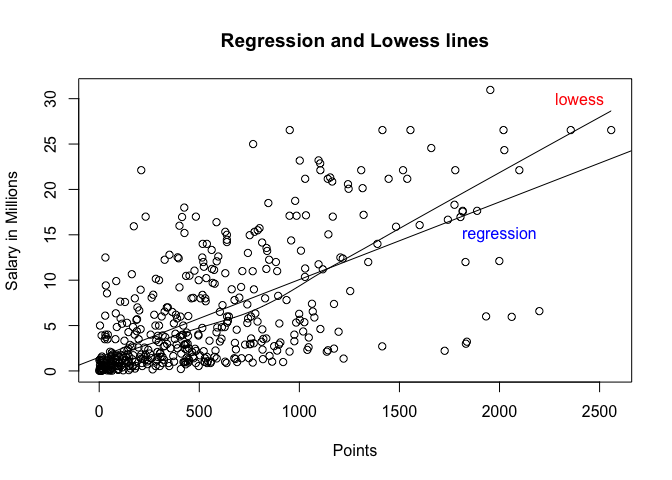 Regression and Lowess lines
Salary in Millions
30
25
20
15
10
5
0
lowess
regression
0 500 1000 1500 2000 2500
Points